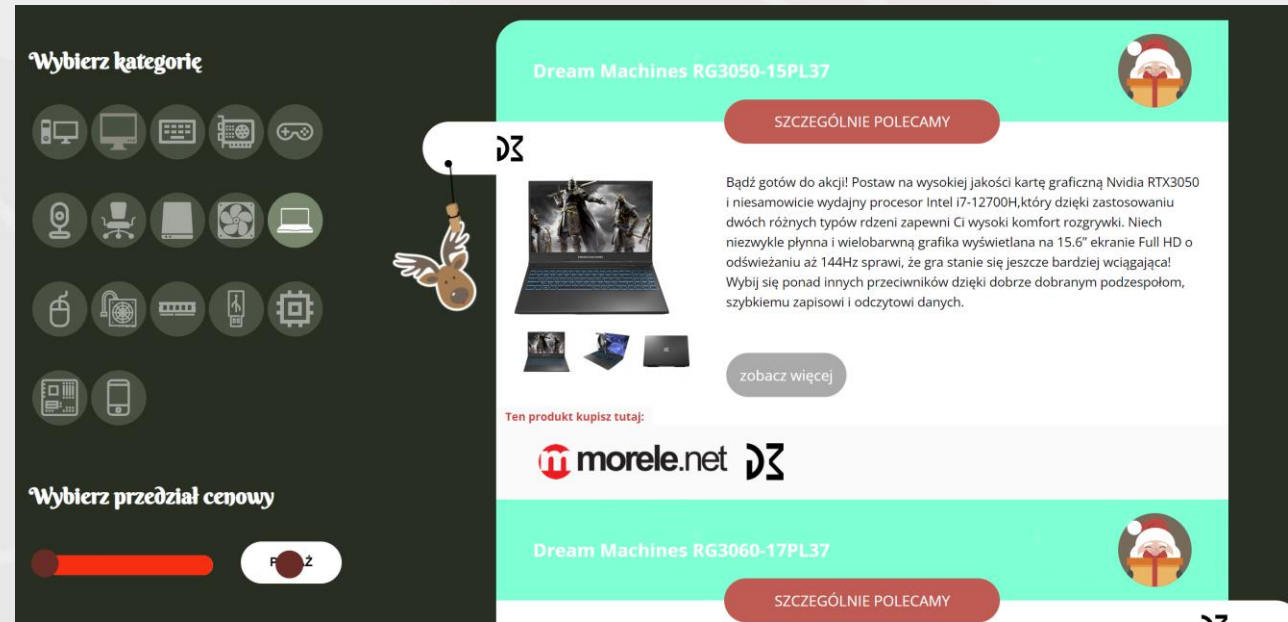 Wybierz kategorię
Wybierz przedział cenowy
Dream Machines RG3050-15PL37
SZCZEGÓLNIE POLECAMY
Bądź gotów do akcji! Postaw na wysokiej jakości kartę graficzną Nvidia RTX3050
i niesamowicie wydajny procesor Intel i7-12700H,który dzięki zastosowaniu
dwóch różnych typów rdzeni zapewni Ci wysoki komfort rozgrywki. Niech
niezwykle płynna i wielobarwną grafika wyświetlana na 15.6” ekranie Full HD o
odświeżaniu aż 144Hz sprawi, że gra stanie się jeszcze bardziej wciągająca!
Wybij się ponad innych przeciwników dzięki dobrze dobranym podzespołom,
szybkiemu zapisowi i odczytowi danych.
zobacz więcej
Ten produkt kupisz tutaj:
morele.net
Dream Machines RG3060-17PL37
SZCZEGÓLNIE POLECAMY